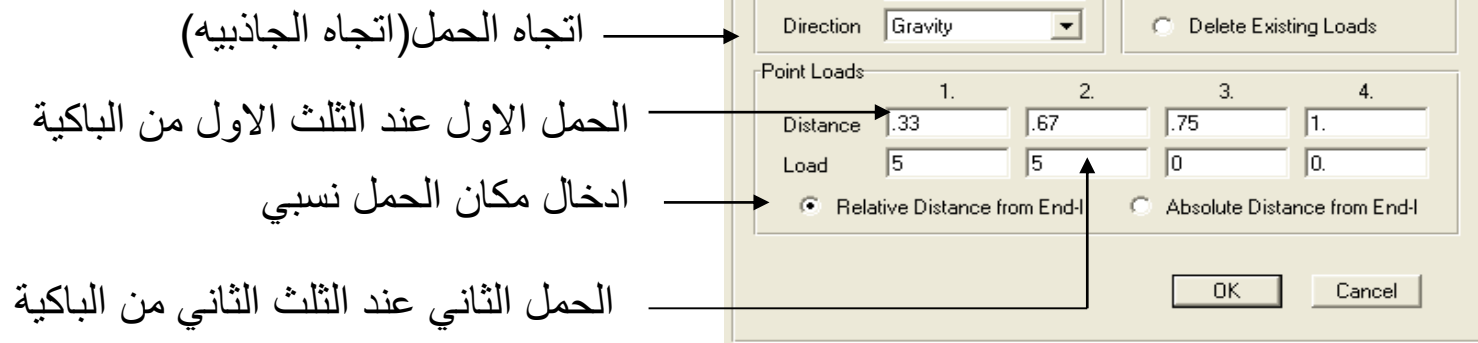 اتجاه الحمل(اتجاه الجاذبيه)
Direction Gravity Delete Existing Loads
Point Loads
1. 2. 3. 4.
الحمل الاول عند الثلث الاول من الباكية
Distance .33 .67 .75 1.
Load 5 5 0 0.
ادخال مكان الحمل نسبي
Relative Distance from End-I Absolute Distance from End-I
الحمل الثاني عند الثلث الثاني من الباكية
OK Cancel